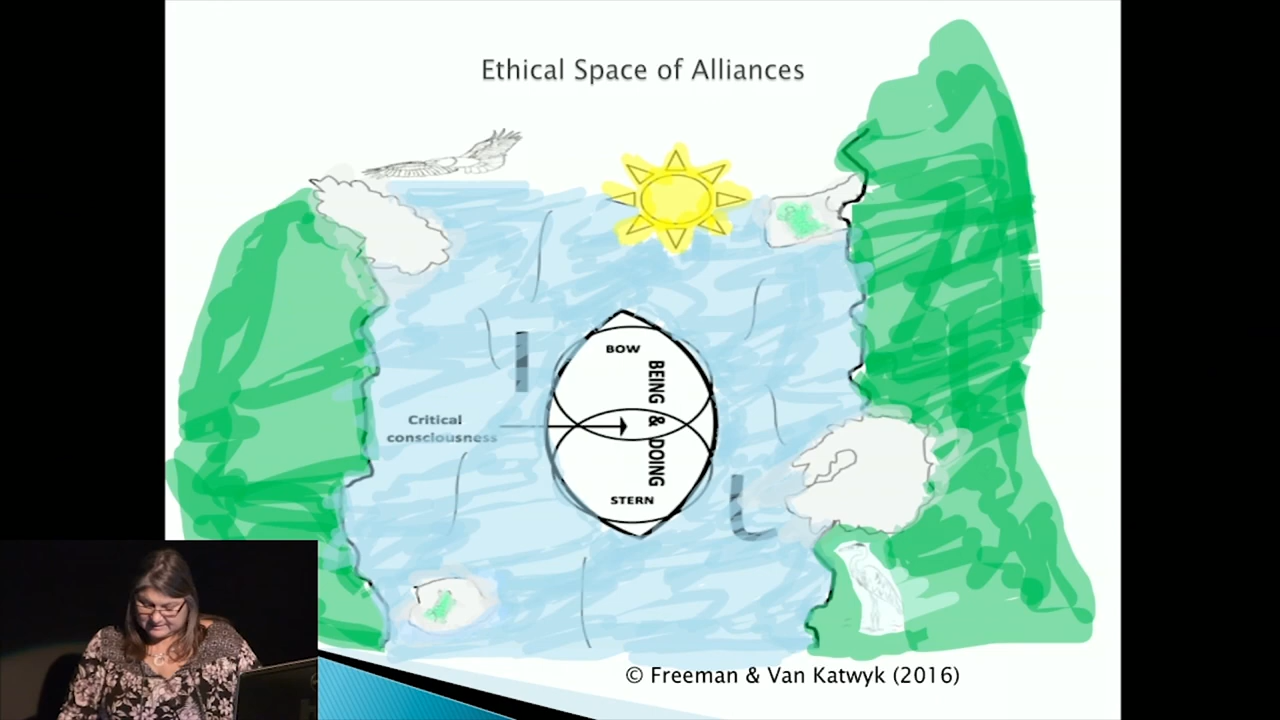 Ethical Space of Alliances
BOW
BEING & DOING
Critical
consciousness
STERN
© Freeman & Van Katwyk (2016)